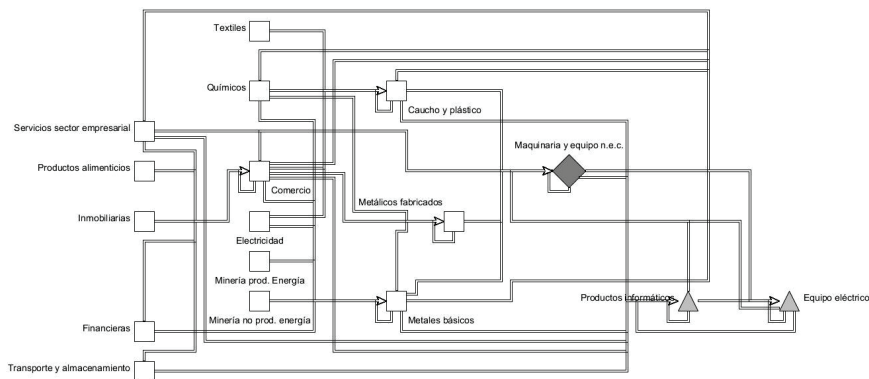 Textiles
Químicos
Caucho y plástico
Servicios sector empresarial
Maquinaria y equipo n.e.c.
Productos alimenticios
Comercio
Metálicos fabricados
Inmobiliarias
Electricidad
Minería prod. Energía
Productos informáticos
Equipo eléctrico
Minería no prod. energía
Metales básicos
Financieras
Transporte y almacenamiento